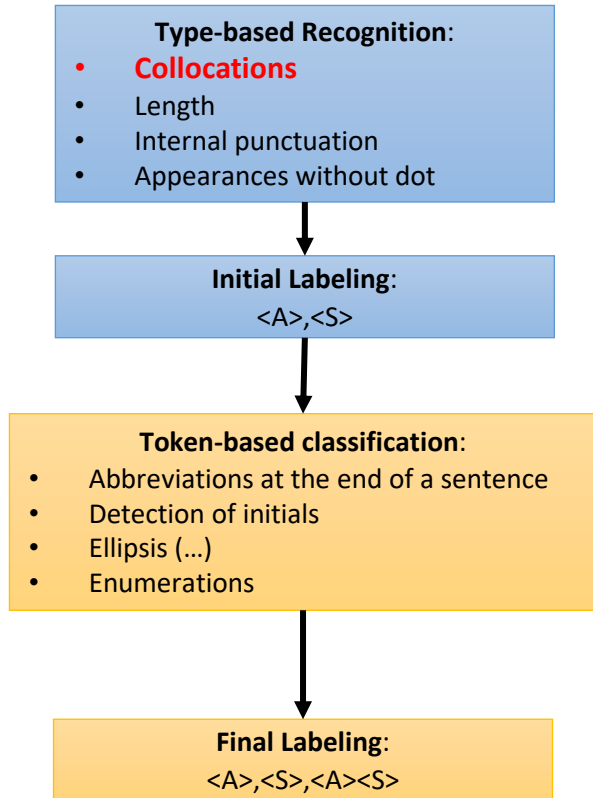 Type-based Recognition:
• Collocations
• Length
• Internal punctuation
• Appearances without dot
Initial Labeling:
<A>,<S>
Token-based classification:
• Abbreviations at the end of a sentence
• Detection of initials
• Ellipsis (...)
• Enumerations
Final Labeling:
<A>,<S>,<A><S>